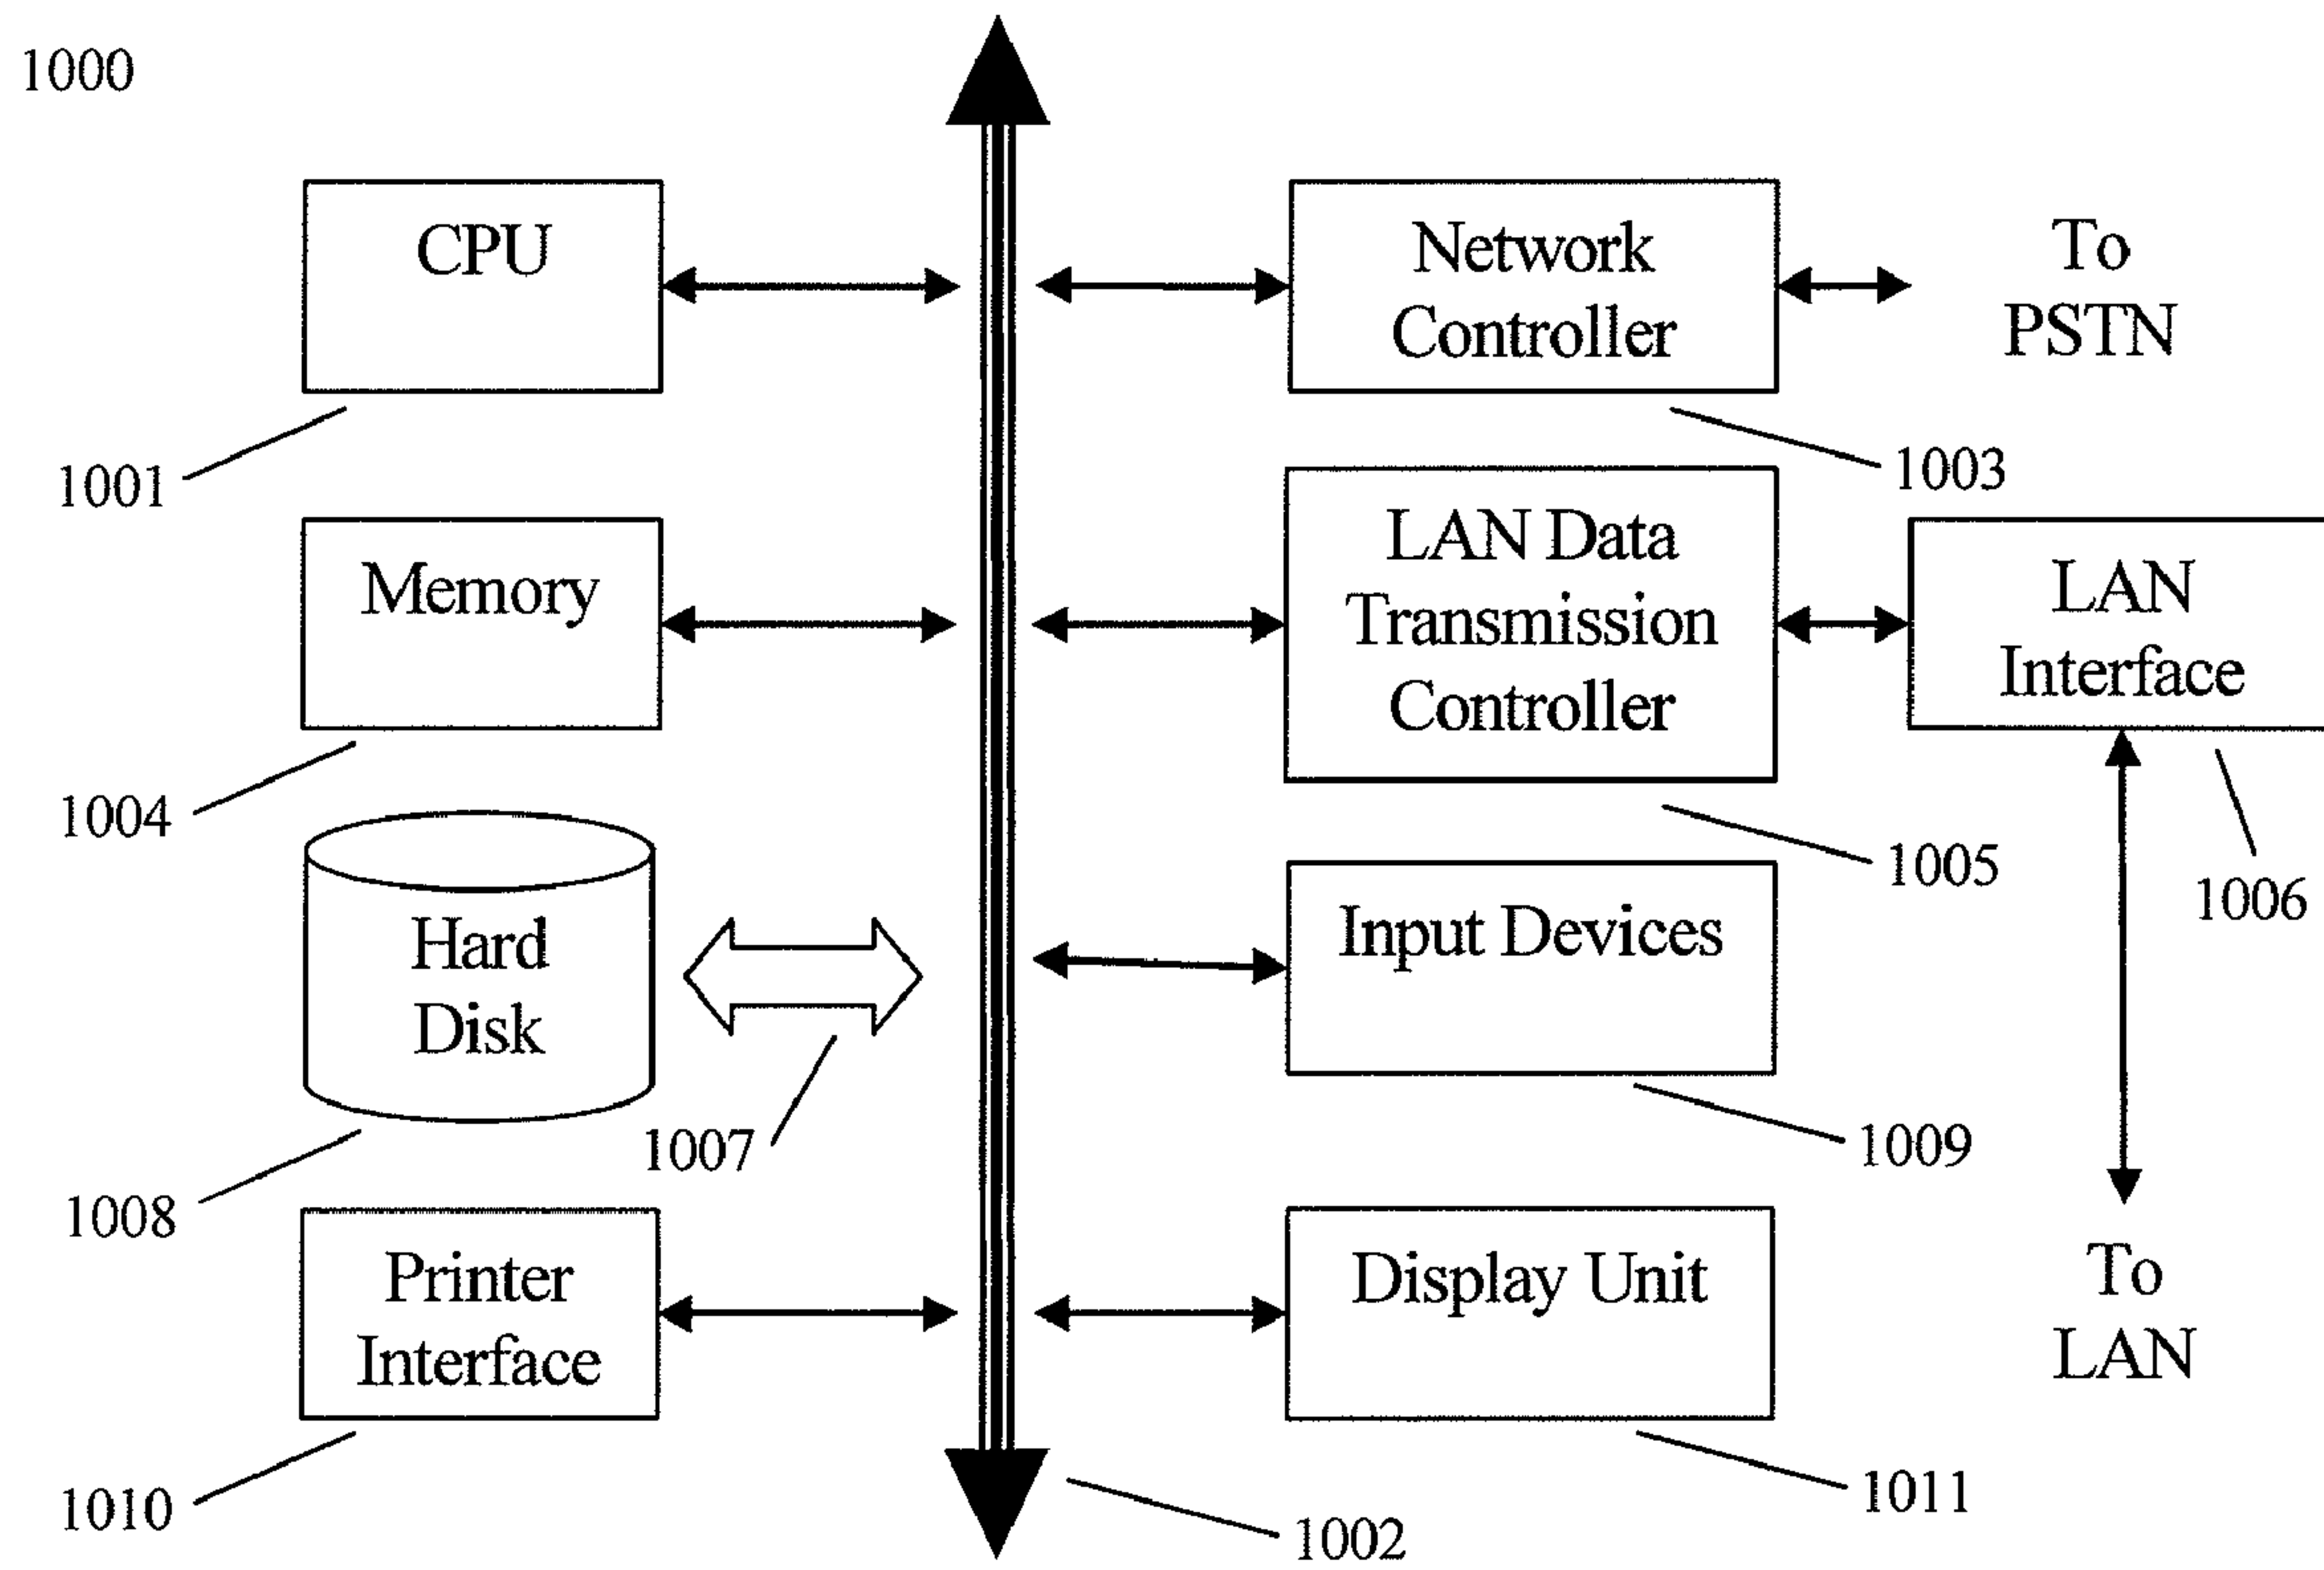 1000
CPU
Network
Controller
To
PSTN
1001
1003
Memory
LAN Data
Transmission
Controller
LAN
Interface
1004
1005
1006
Hard
Disk
1007
Input Devices
1008
1009
Printer
Interface
Display Unit
To
LAN
1010
1011
1002